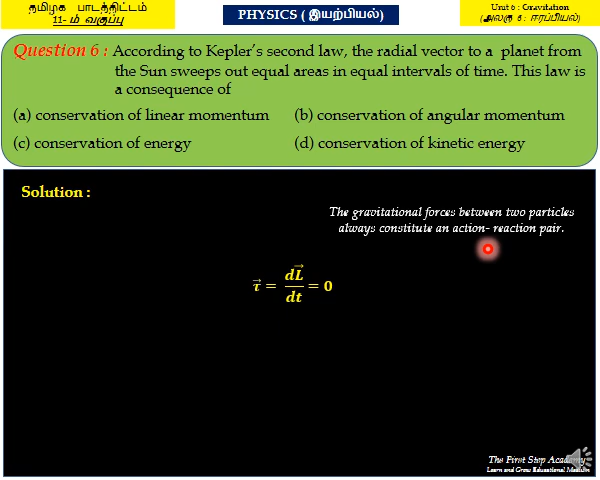 தமிழக பாடத்திட்டம்
11- ம் வகுப்பு
PHYSICS ( இயற்பியல்)
Unit 6 : Gravitation
(அலகு 6 : ஈர்ப்பியல்)
Question 6 : According to Kepler's second law, the radial vector to a planet from
the Sun sweeps out equal areas in equal intervals of time. This law is
a consequence of
(a) conservation of linear momentum (b) conservation of angular momentum
(c) conservation of energy (d) conservation of kinetic energy
Solution :
The gravitational forces between two particles
always constitute an action- reaction pair.
τ⃗ = dL⃗/dt = 0
The First Step Academy
Learn and Grow Educational Medium